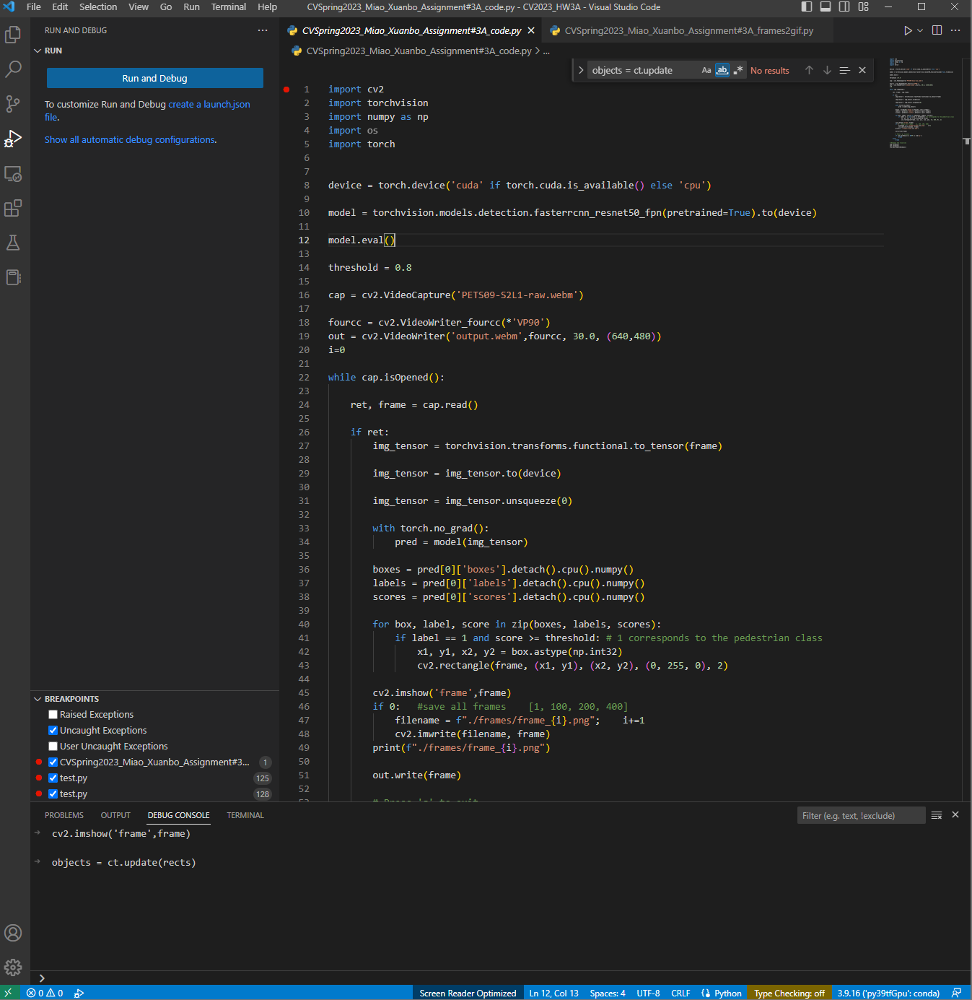 File Edit Selection View Go Run Terminal Help CVSpring2023_Miao_Xuanbo_Assignment#3A_code.py - CV2023_HW3A - Visual Studio Code
RUN AND DEBUG
CVSpring2023_Miao_Xuanbo_Assignment#3A_code.py CVSpring2023_Miao_Xuanbo_Assignment#3A_frames2gif.py
RUN
CVSpring2023_Miao_Xuanbo_Assignment#3A_code.py > ...
Run and Debug
objects = ct.update Aa ab .* No results
To customize Run and Debug create a launch.json
file.
Show all automatic debug configurations.
1 import cv2
2 import torchvision
3 import numpy as np
4 import os
5 import torch
6
7
8 device = torch.device('cuda' if torch.cuda.is_available() else 'cpu')
9
10 model = torchvision.models.detection.fasterrcnn_resnet50_fpn(pretrained=True).to(device)
11
12 model.eval()
13
14 threshold = 0.8
15
16 cap = cv2.VideoCapture('PETS09-S2L1-raw.webm')
17
18 fourcc = cv2.VideoWriter_fourcc(*'VP90')
19 out = cv2.VideoWriter('output.webm',fourcc, 30.0, (640,480))
20 i=0
21
22 while cap.isOpened():
23
24 ret, frame = cap.read()
25
26 if ret:
27 img_tensor = torchvision.transforms.functional.to_tensor(frame)
28
29 img_tensor = img_tensor.to(device)
30
31 img_tensor = img_tensor.unsqueeze(0)
32
33 with torch.no_grad():
34 pred = model(img_tensor)
35
36 boxes = pred[0]['boxes'].detach().cpu().numpy()
37 labels = pred[0]['labels'].detach().cpu().numpy()
38 scores = pred[0]['scores'].detach().cpu().numpy()
39
40 for box, label, score in zip(boxes, labels, scores):
41 if label == 1 and score >= threshold: # 1 corresponds to the pedestrian class
42 x1, y1, x2, y2 = box.astype(np.int32)
43 cv2.rectangle(frame, (x1, y1), (x2, y2), (0, 255, 0), 2)
44
45 cv2.imshow('frame',frame)
46 if 0: #save all frames [1, 100, 200, 400]
47 filename = f"./frames/frame_{i}.png"; i+=1
48 cv2.imwrite(filename, frame)
49 print(f"./frames/frame_{i}.png")
50
51 out.write(frame)
52
53 # Press 'q' to exit
BREAKPOINTS
Raised Exceptions
Uncaught Exceptions
User Uncaught Exceptions
CVSpring2023_Miao_Xuanbo_Assignment#3... 1
test.py 125
test.py 128
PROBLEMS OUTPUT DEBUG CONSOLE TERMINAL Filter (e.g. text, !exclude)
cv2.imshow('frame',frame)
objects = ct.update(rects)
0 0 Screen Reader Optimized Ln 12, Col 13 Spaces: 4 UTF-8 CRLF Python Type Checking: off 3.9.16 ('py39tfGpu': conda)